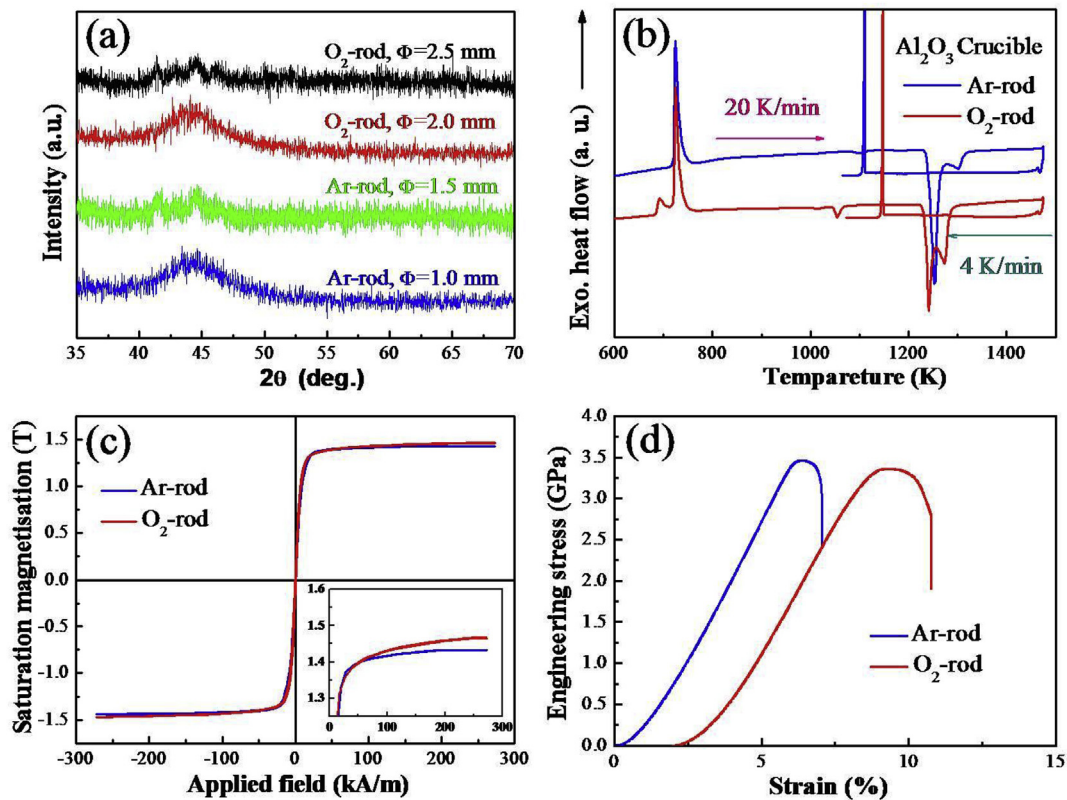 (a)
O2-rod, Φ=2.5 mm
O2-rod, Φ=2.0 mm
Ar-rod, Φ=1.5 mm
Ar-rod, Φ=1.0 mm
Intensity (a.u.)
35 40 45 50 55 60 65 70
2θ (deg.)
(b)
Al2O3 Crucible
Ar-rod
O2-rod
20 K/min
4 K/min
Exo. heat flow (a. u.)
600 800 1000 1200 1400
Tempareture (K)
(c)
Ar-rod
O2-rod
Saturation magnetisation (T)
1.5
1.0
0.5
0.0
-0.5
-1.0
-1.5
1.6
1.5
1.4
1.3
0 100 200 300
-300 -200 -100 0 100 200 300
Applied field (kA/m)
(d)
Ar-rod
O2-rod
Engineering stress (GPa)
4.0
3.5
3.0
2.5
2.0
1.5
1.0
0.5
0.0
0 5 10 15
Strain (%)